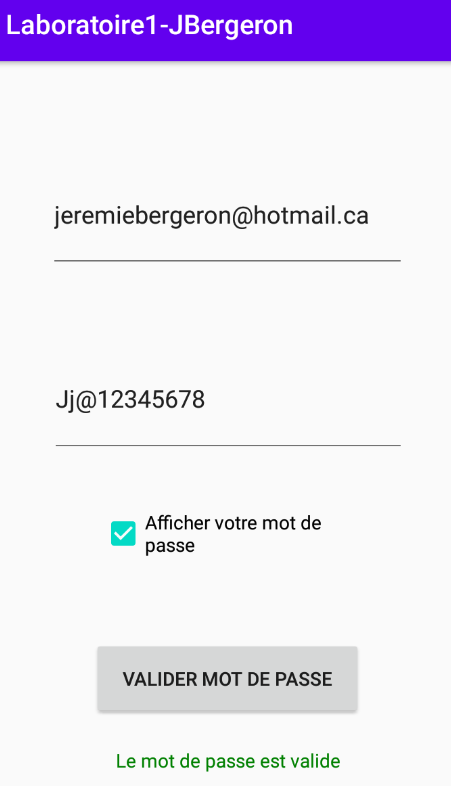 Laboratoire1-JBergeron
jeremiebergeron@hotmail.ca
Jj@12345678
Afficher votre mot de
passe
VALIDER MOT DE PASSE
Le mot de passe est valide